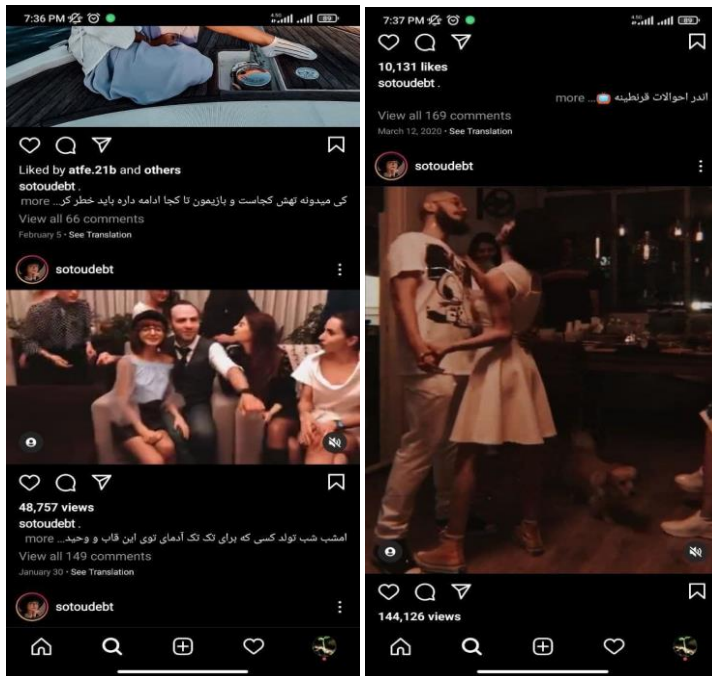 7:36 PM
89
Liked by atfe.21b and others
sotoudebt .
کی میدونه تهش کجاست و بازیمون تا کجا ادامه داره باید خطر کر... more
View all 66 comments
February 5 · See Translation
sotoudebt
48,757 views
sotoudebt .
امشب شب تولد کسی که برای تک تک آدمای توی این قاب و وحید... more
View all 149 comments
January 30 · See Translation
sotoudebt
7:37 PM
89
10,131 likes
sotoudebt .
اندر احوالات قرنطینه ... more
View all 169 comments
March 12, 2020 · See Translation
sotoudebt
144,126 views